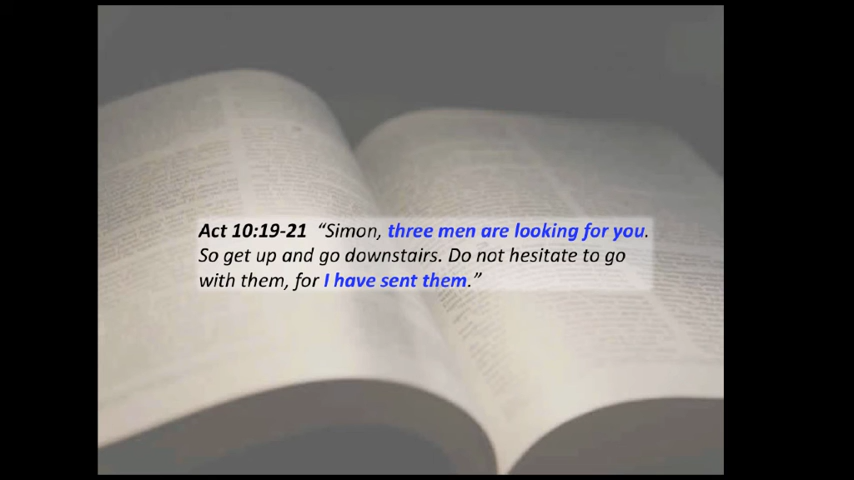 Act 10:19-21 “Simon, three men are looking for you.
So get up and go downstairs. Do not hesitate to go
with them, for I have sent them.”